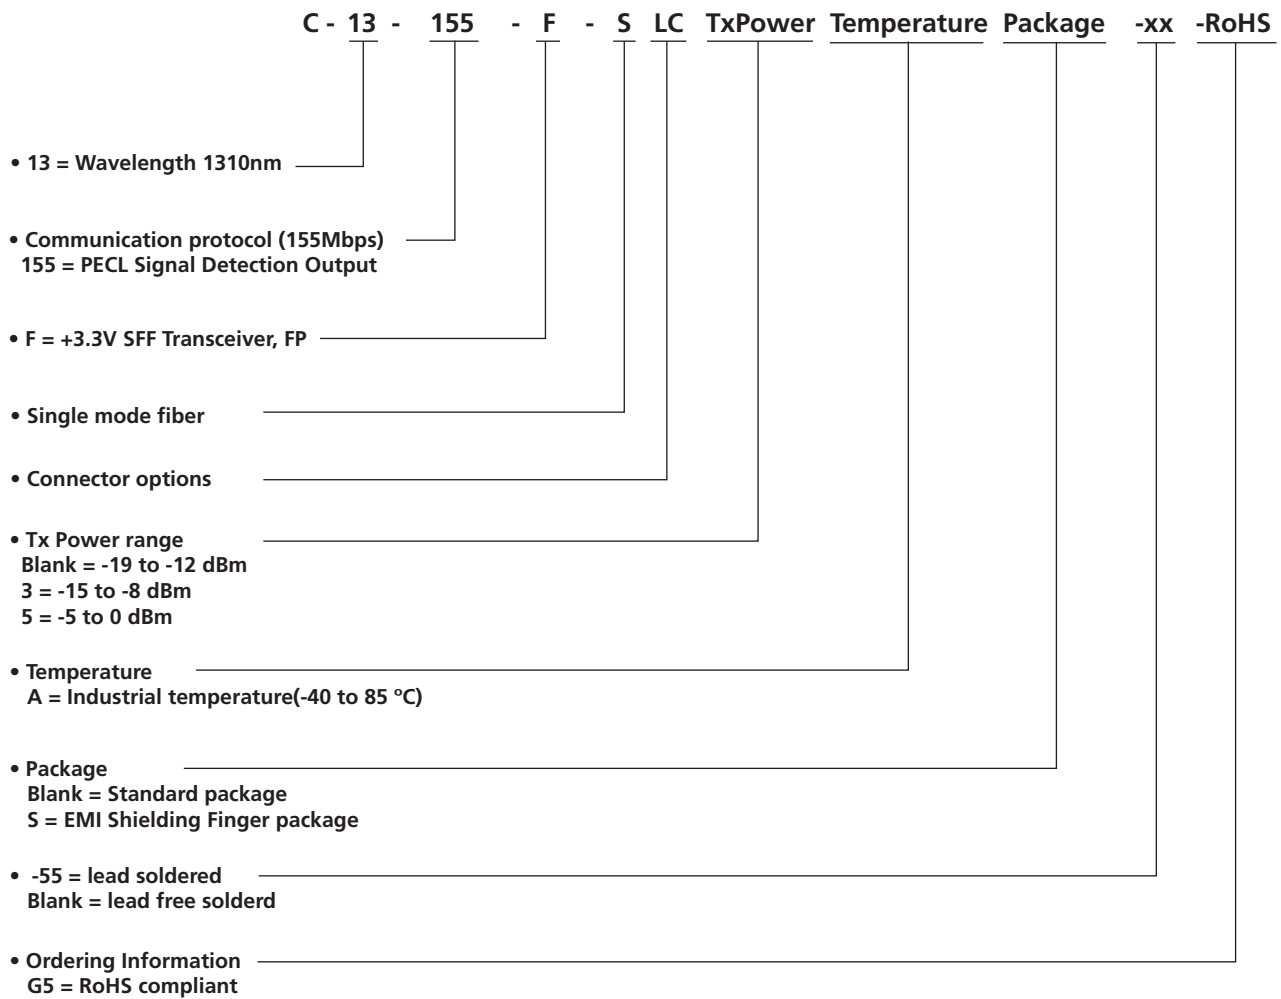 C - 13 - 155 - F - S LC TxPower Temperature Package -xx -RoHS
• 13 = Wavelength 1310nm
• Communication protocol (155Mbps)
155 = PECL Signal Detection Output
• F = +3.3V SFF Transceiver, FP
• Single mode fiber
• Connector options
• Tx Power range
Blank = -19 to -12 dBm
3 = -15 to -8 dBm
5 = -5 to 0 dBm
• Temperature
A = Industrial temperature(-40 to 85 ºC)
• Package
Blank = Standard package
S = EMI Shielding Finger package
• -55 = lead soldered
Blank = lead free solderd
• Ordering Information
G5 = RoHS compliant